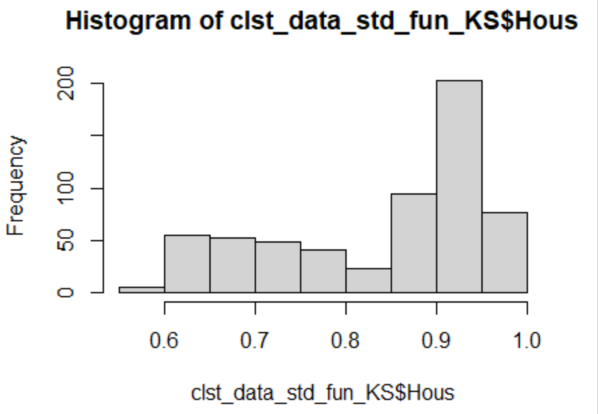 Histogram of clst_data_std_fun_KS$Hous
Frequency
200
100
50
0
0.6 0.7 0.8 0.9 1.0
clst_data_std_fun_KS$Hous